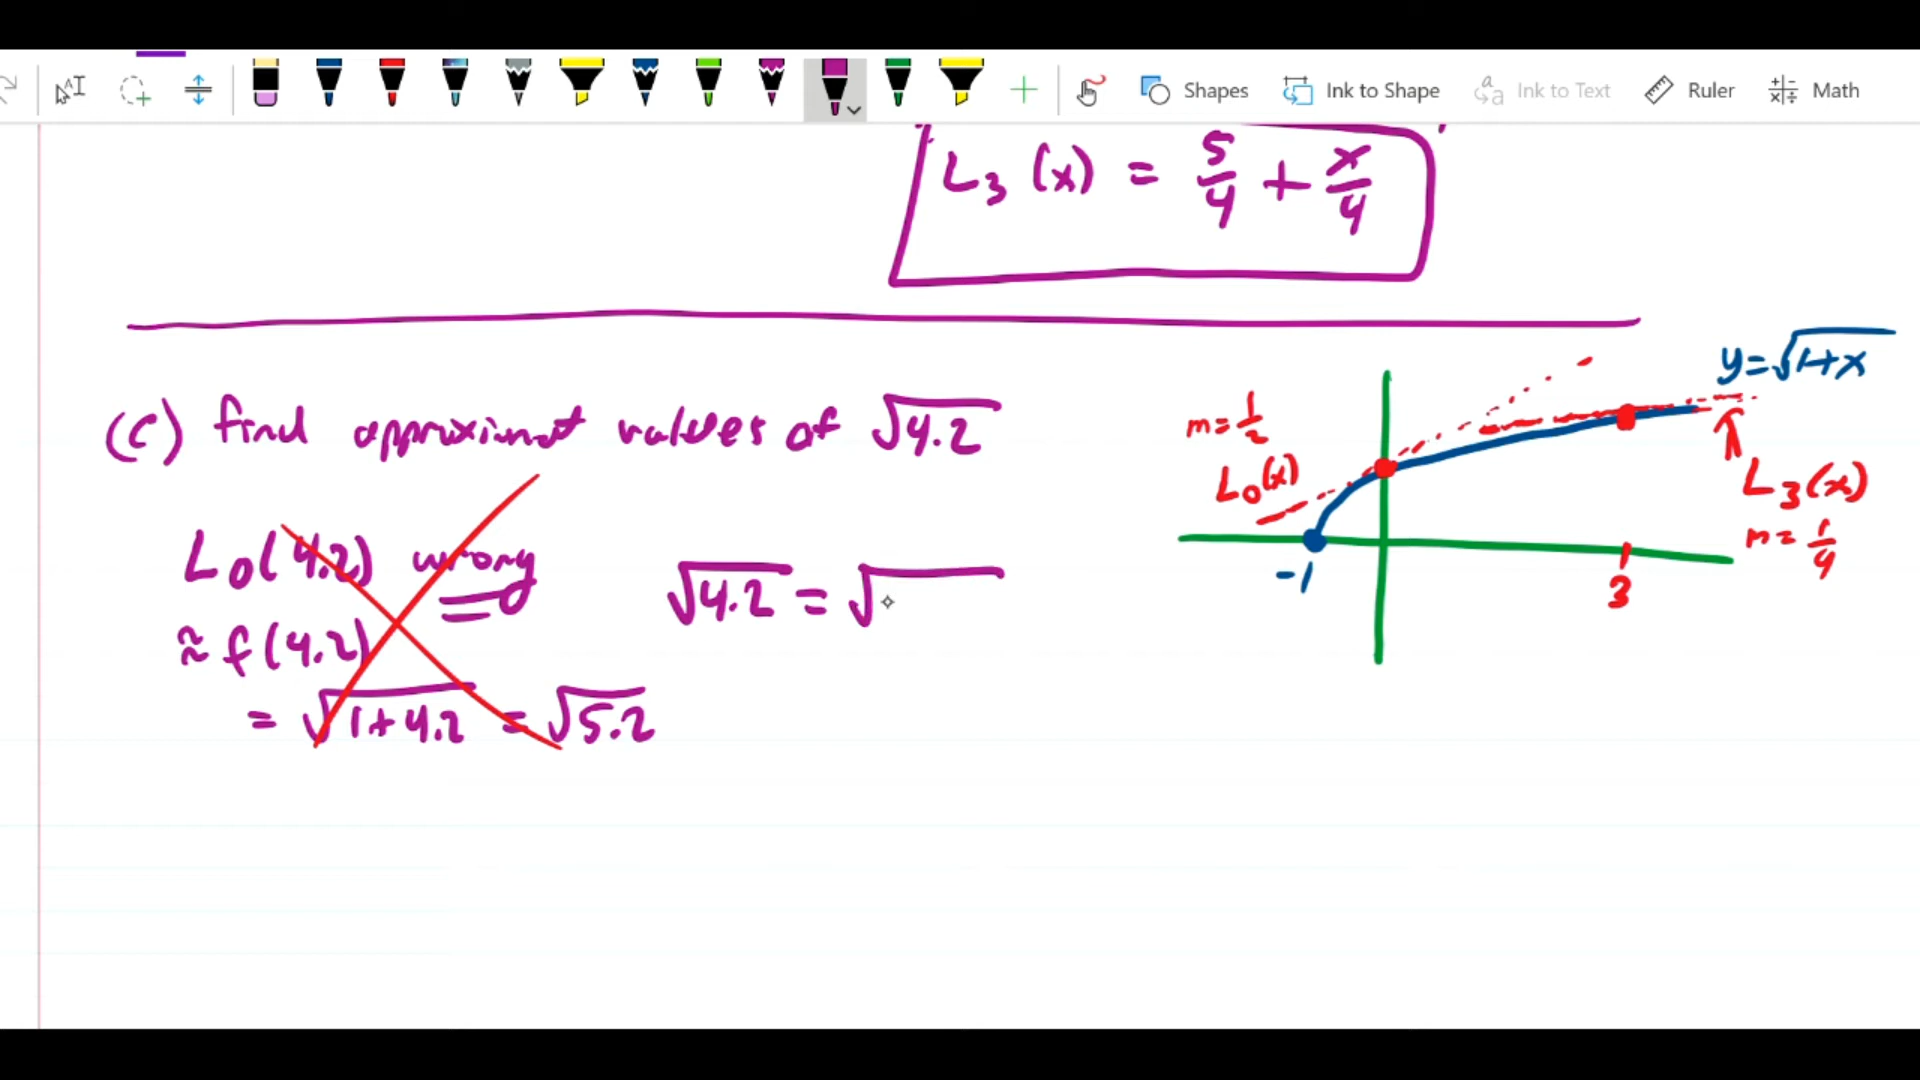 Shapes Ink to Shape Ink to Text Ruler Math
L₃(x) = 5/4 + x/4
(c) find approximat values of √4.2
L₀(4.2) wrong
≈ f(4.2)
= √1+4.2 = √5.2
√4.2 = √
y=√1+x
m=1/2
L₀(x)
L₃(x)
m=1/4
-1
3